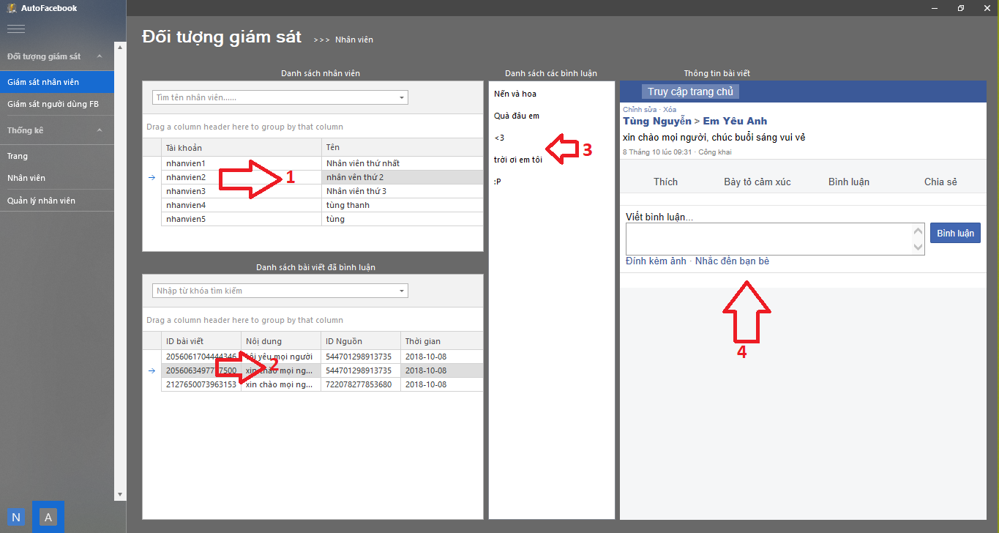 AutoFacebook
Đối tượng giám sát
Giám sát nhân viên
Giám sát người dùng FB
Thống kê
Trang
Nhân viên
Quản lý nhân viên
N
A
Đối tượng giám sát >>> Nhân viên
Danh sách nhân viên
Tìm tên nhân viên......
Drag a column header here to group by that column
Tài khoản Tên
nhanvien1 Nhân viên thứ nhất
nhanvien2 nhân vên thứ 2
nhanvien3 Nhân viên thứ 3
nhanvien4 tùng thanh
nhanvien5 tùng
1
Danh sách bài viết đã bình luận
Nhập từ khóa tìm kiếm
Drag a column header here to group by that column
ID bài viết Nội dung ID Nguồn Thời gian
2056061704444346 yêu mọi người 544701298913735 2018-10-08
xin chào mọi ng... 544701298913735 2018-10-08
2127650073963153 xin chào mọi ng... 722078277853680 2018-10-08
2
Danh sách các bình luận
Nến và hoa
Quà đâu em
<3
trời ơi em tôi
:P
3
Thông tin bài viết
Truy cập trang chủ
Chỉnh sửa · Xóa
Tùng Nguyễn > Em Yêu Anh
xin chào mọi người, chúc buổi sáng vui vẻ
8 Tháng 10 lúc 09:31 · Công khai
Thích Bày tỏ cảm xúc Bình luận Chia sẻ
Viết bình luận...
Bình luận
Đính kèm ảnh · Nhắc đến bạn bè
4